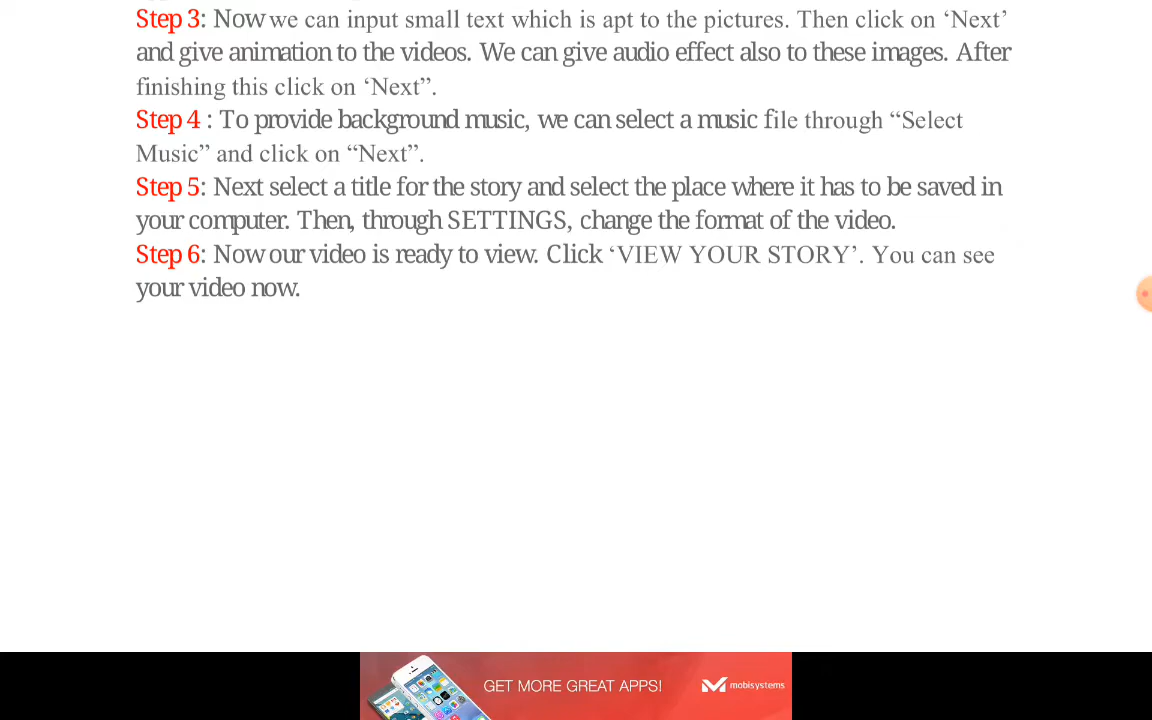 Step 3: Now we can input small text which is apt to the pictures. Then click on ‘Next’
and give animation to the videos. We can give audio effect also to these images. After
finishing this click on ‘Next”.
Step 4 : To provide background music, we can select a music file through “Select
Music” and click on “Next”.
Step 5: Next select a title for the story and select the place where it has to be saved in
your computer. Then, through SETTINGS, change the format of the video.
Step 6: Now our video is ready to view. Click ‘VIEW YOUR STORY’. You can see
your video now.
GET MORE GREAT APPS!
mobisystems